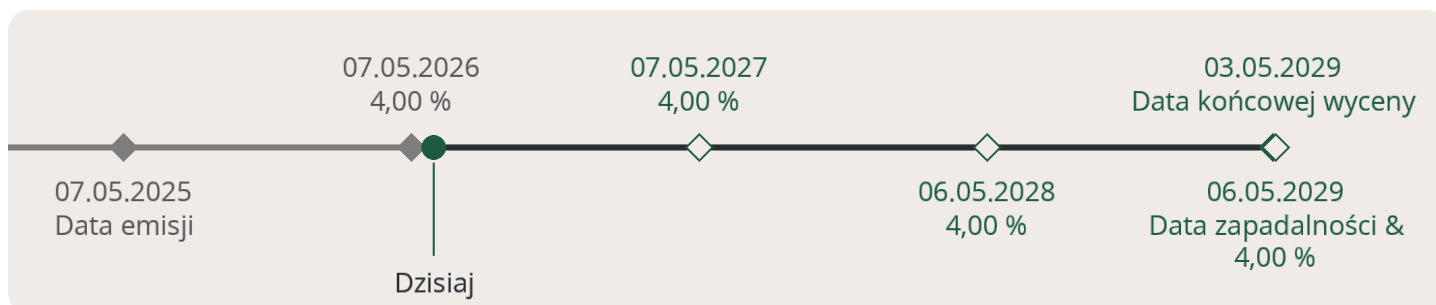 07.05.2026
4,00 %
07.05.2027
4,00 %
03.05.2029
Data końcowej wyceny
07.05.2025
Data emisji
06.05.2028
4,00 %
06.05.2029
Data zapadalności &
4,00 %
Dzisiaj